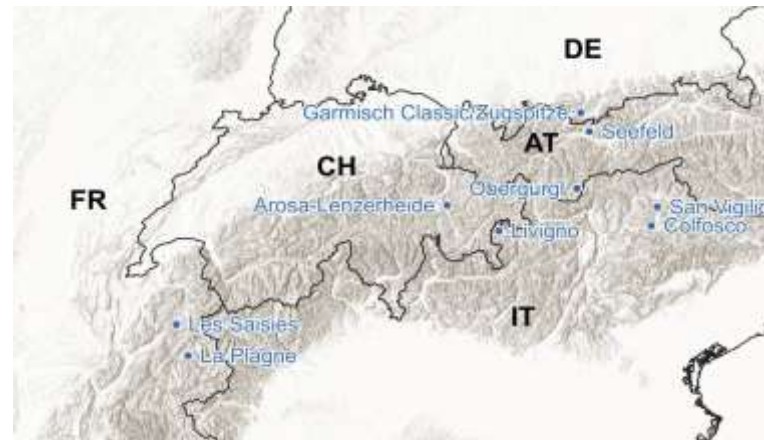 DE
Garmisch Classic/Zugspitze
Seefeld
AT
CH
Obergurgl
FR
Arosa-Lenzerheide
San Vigilio
Colfosco
Livigno
IT
Les Saisies
La Plagne